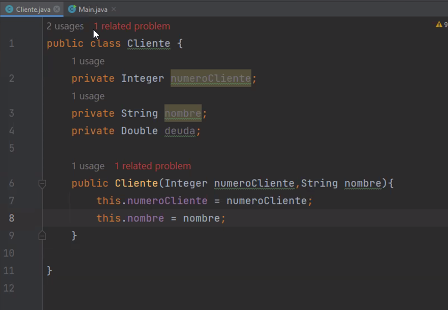 Cliente.java Main.java
2 usages 1 related problem
9
1 public class Cliente {
1 usage
2 private Integer numeroCliente;
1 usage
3 private String nombre;
4 private Double deuda;
5
1 usage 1 related problem
6 public Cliente(Integer numeroCliente,String nombre){
7 this.numeroCliente = numeroCliente;
8 this.nombre = nombre;
9 }
10
11 }
12